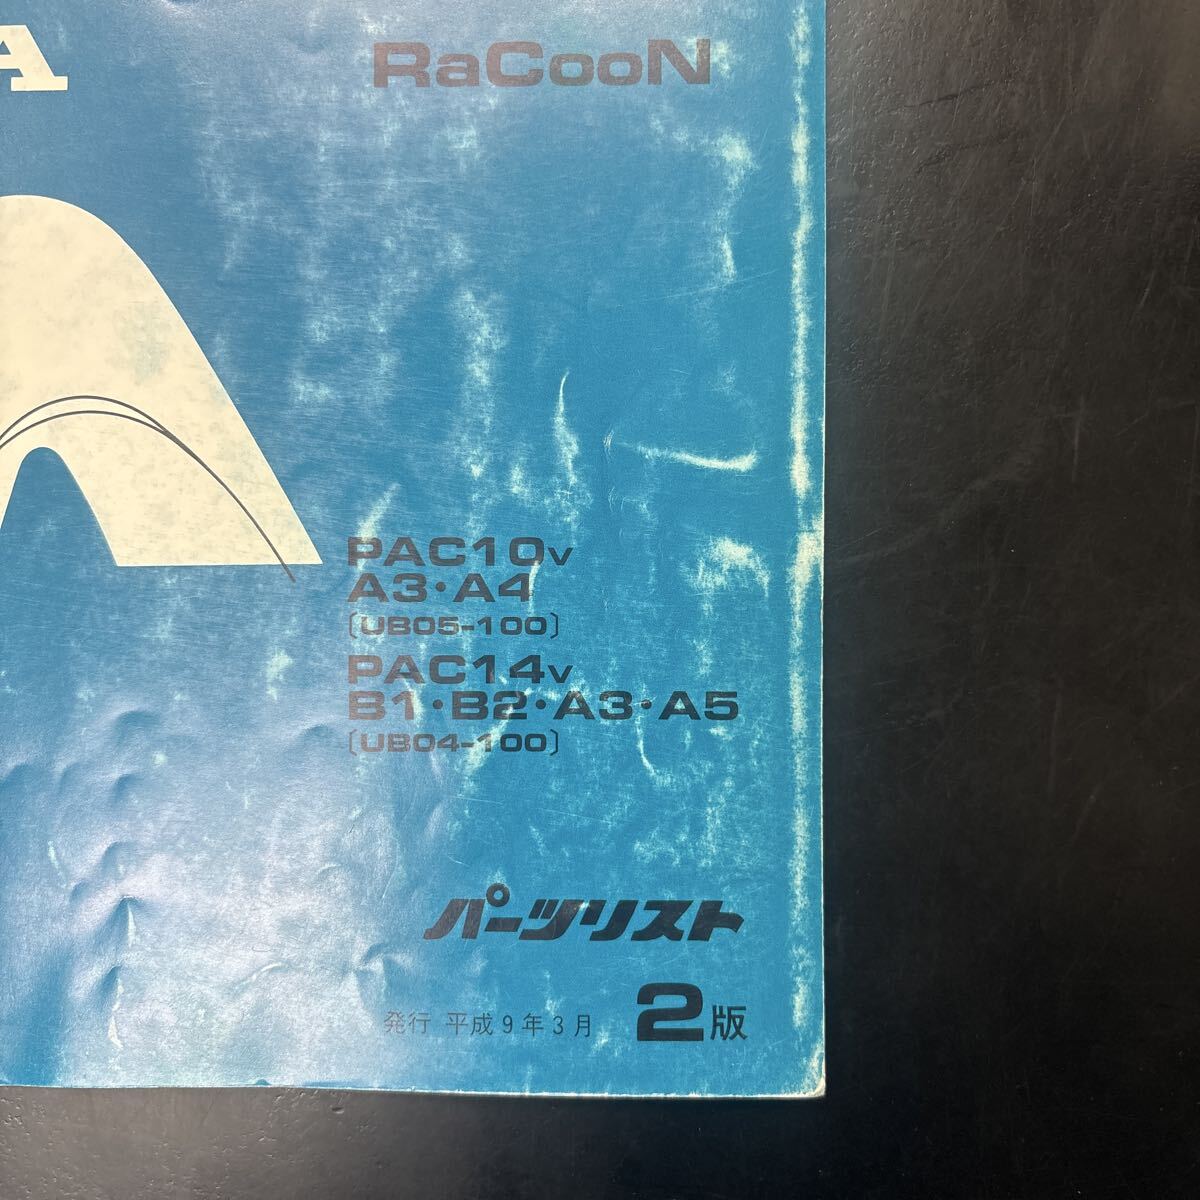 A
RaCooN
PAC10V
A3・A4
〔UB05-100〕
PAC14V
B1・B2・A3・A5
〔UB04-100〕
パーツリスト
発行 平成9年3月 2版